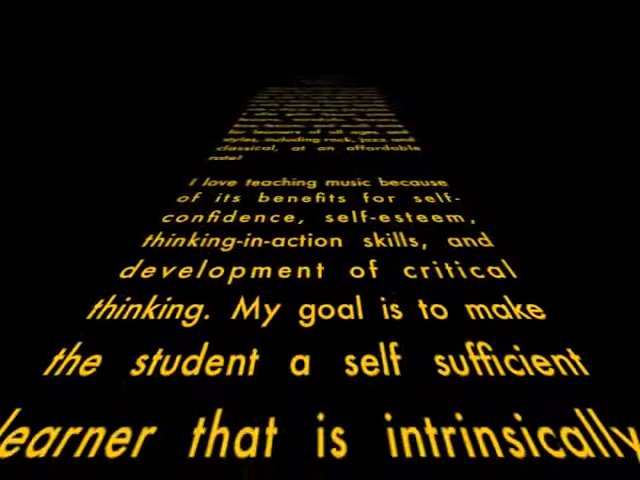 for learners of all ages and
styles, including rock, jazz and
classical, at an affordable
rate!
I love teaching music because
of its benefits for self-
confidence, self-esteem,
thinking-in-action skills, and
development of critical
thinking. My goal is to make
the student a self sufficient
learner that is intrinsically